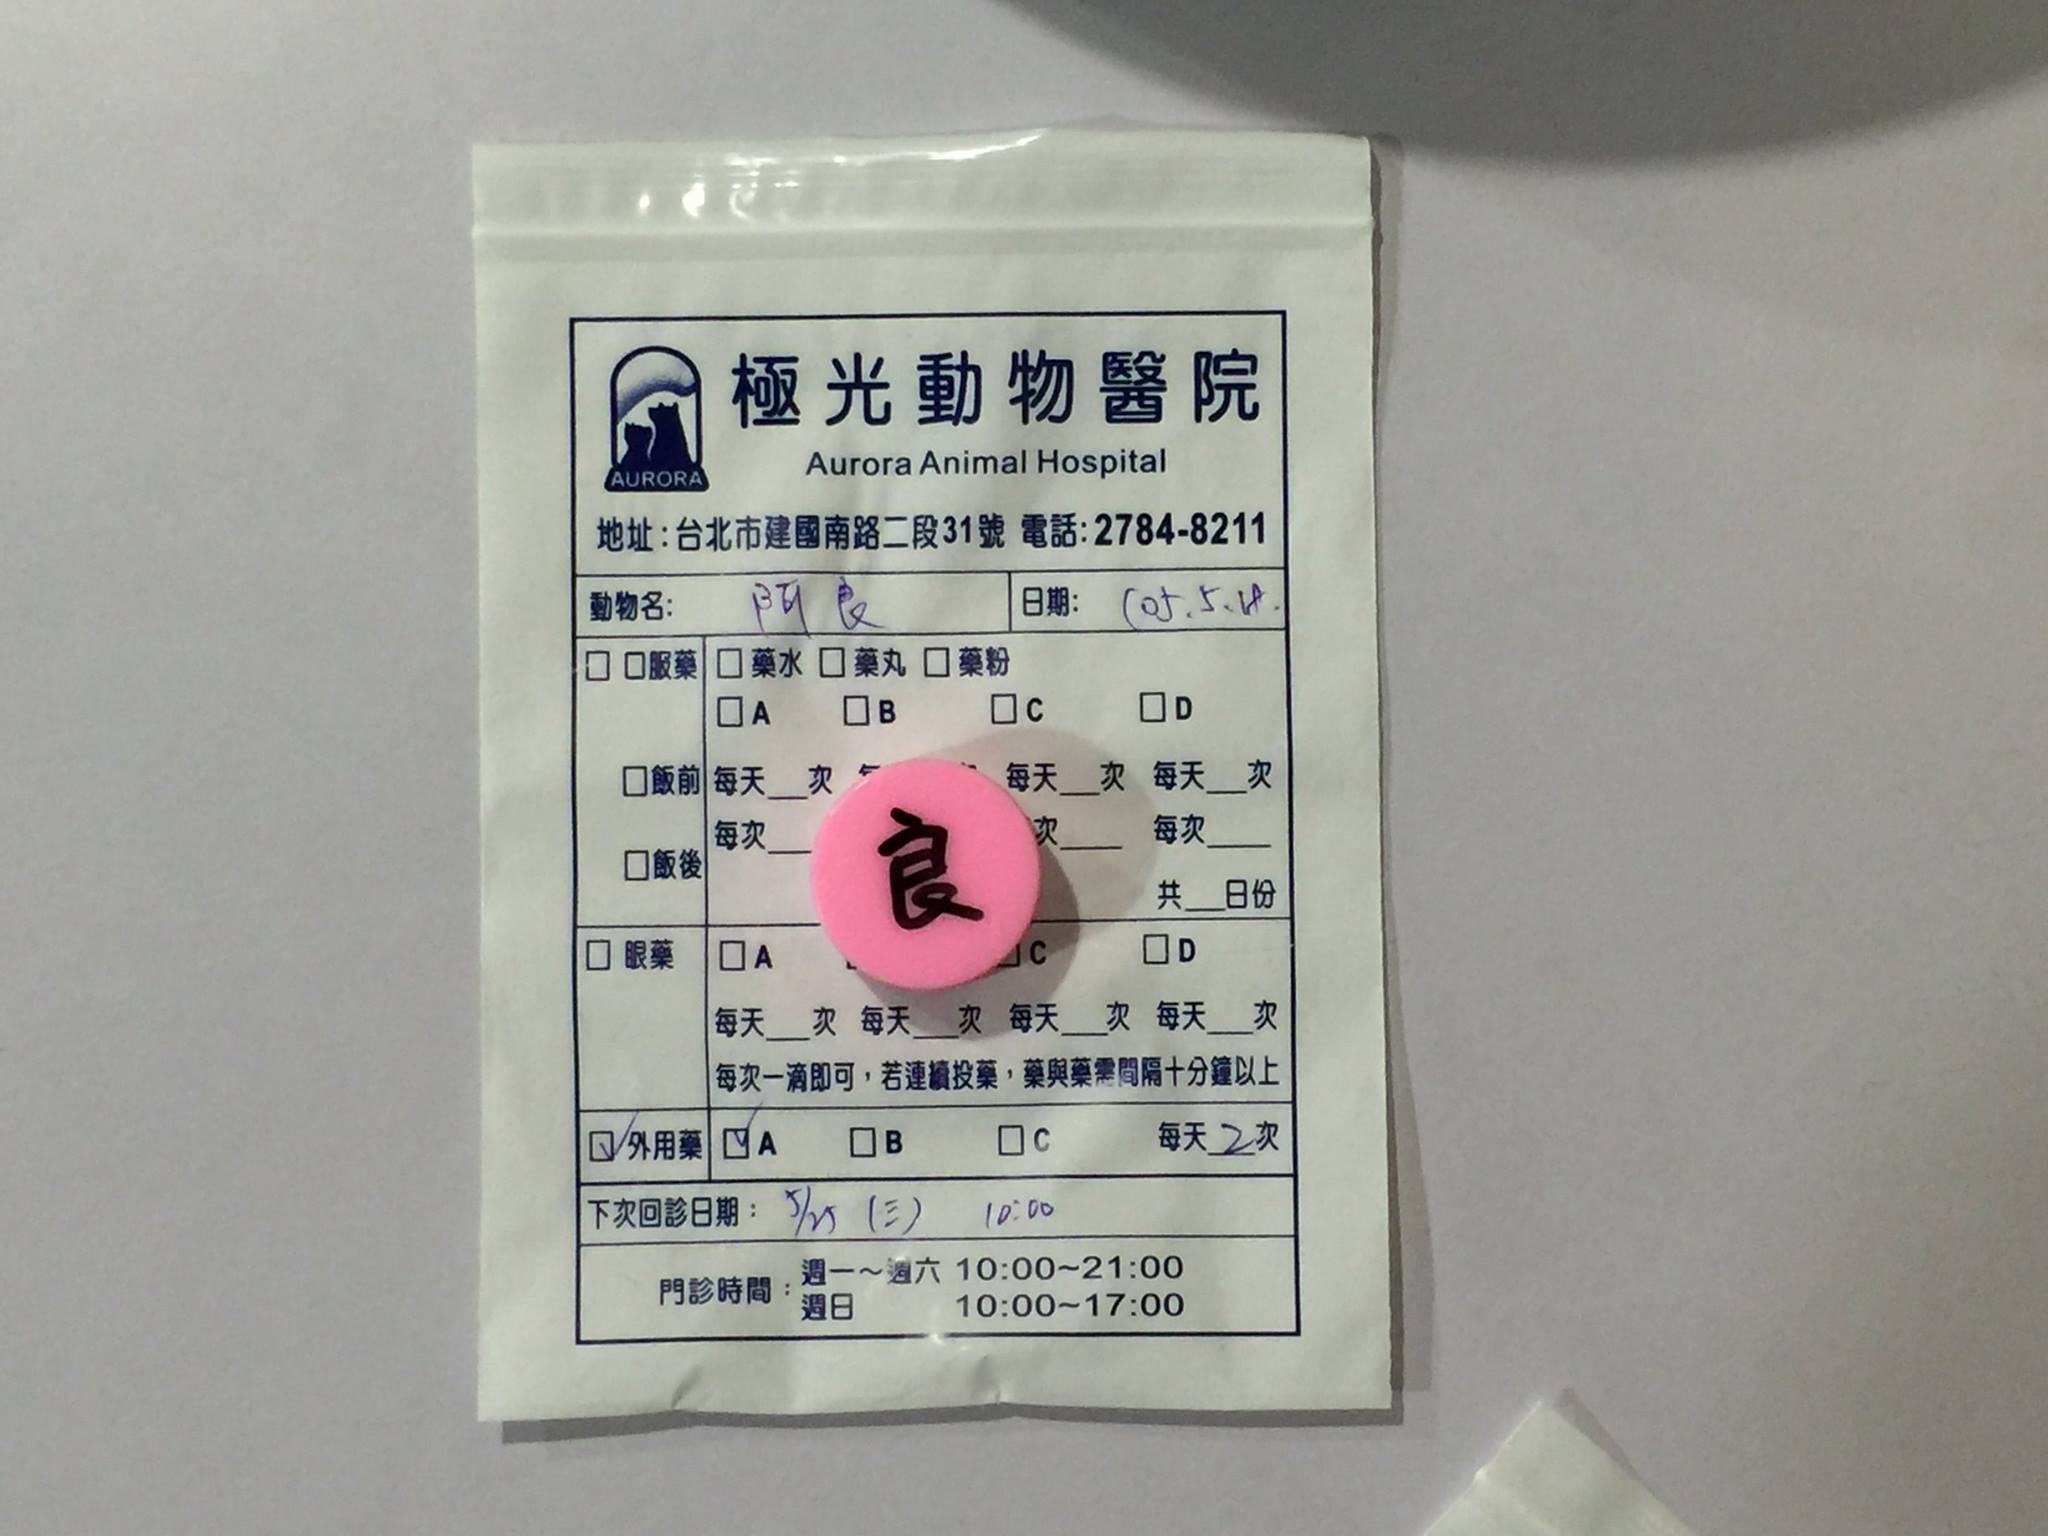 極光動物醫院
Aurora Animal Hospital
AURORA
地址:台北市建國南路二段31號 電話:2784-8211
動物名: 阿良 日期: 105.5.18.
□ □服藥 □藥水 □藥丸 □藥粉
□A □B □C □D
□飯前 每天__次 每天__次 每天__次
每次__ 次__ 每次__
□飯後
共__日份
良
□ 眼藥 □A C □D
每天__次 每天__次 每天__次 每天__次
每次一滴即可,若連續投藥,藥與藥需間隔十分鐘以上
☑外用藥 ☑A □B □C 每天2次
下次回診日期: 5/25 (三) 10:00
門診時間: 週一~週六 10:00~21:00
週日 10:00~17:00